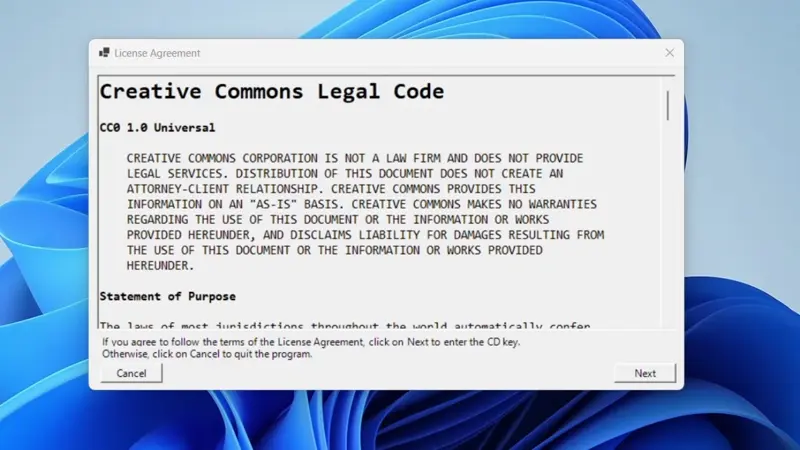 License Agreement
Creative Commons Legal Code
CC0 1.0 Universal
CREATIVE COMMONS CORPORATION IS NOT A LAW FIRM AND DOES NOT PROVIDE
LEGAL SERVICES. DISTRIBUTION OF THIS DOCUMENT DOES NOT CREATE AN
ATTORNEY-CLIENT RELATIONSHIP. CREATIVE COMMONS PROVIDES THIS
INFORMATION ON AN "AS-IS" BASIS. CREATIVE COMMONS MAKES NO WARRANTIES
REGARDING THE USE OF THIS DOCUMENT OR THE INFORMATION OR WORKS
PROVIDED HEREUNDER, AND DISCLAIMS LIABILITY FOR DAMAGES RESULTING FROM
THE USE OF THIS DOCUMENT OR THE INFORMATION OR WORKS PROVIDED
HEREUNDER.
Statement of Purpose
The laws of most jurisdictions throughout the world automatically confer
If you agree to follow the terms of the License Agreement, click on Next to enter the CD key.
Otherwise, click on Cancel to quit the program.
Cancel
Next